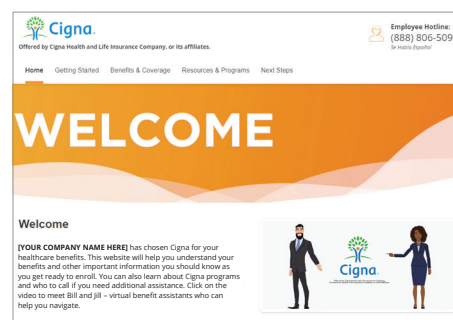 Cigna.
Offered by Cigna Health and Life Insurance Company, or its affiliates.
Employee Hotline:
(888) 806-509
Se Habla Español
Home Getting Started Benefits & Coverage Resources & Programs Next Steps
WELCOME
Welcome
[YOUR COMPANY NAME HERE] has chosen Cigna for your
healthcare benefits. This website will help you understand your
benefits and other important information you should know as
you get ready to enroll. You can also learn about Cigna programs
and who to call if you need additional assistance. Click on the
video to meet Bill and Jill – virtual benefit assistants who can
help you navigate.
Cigna.